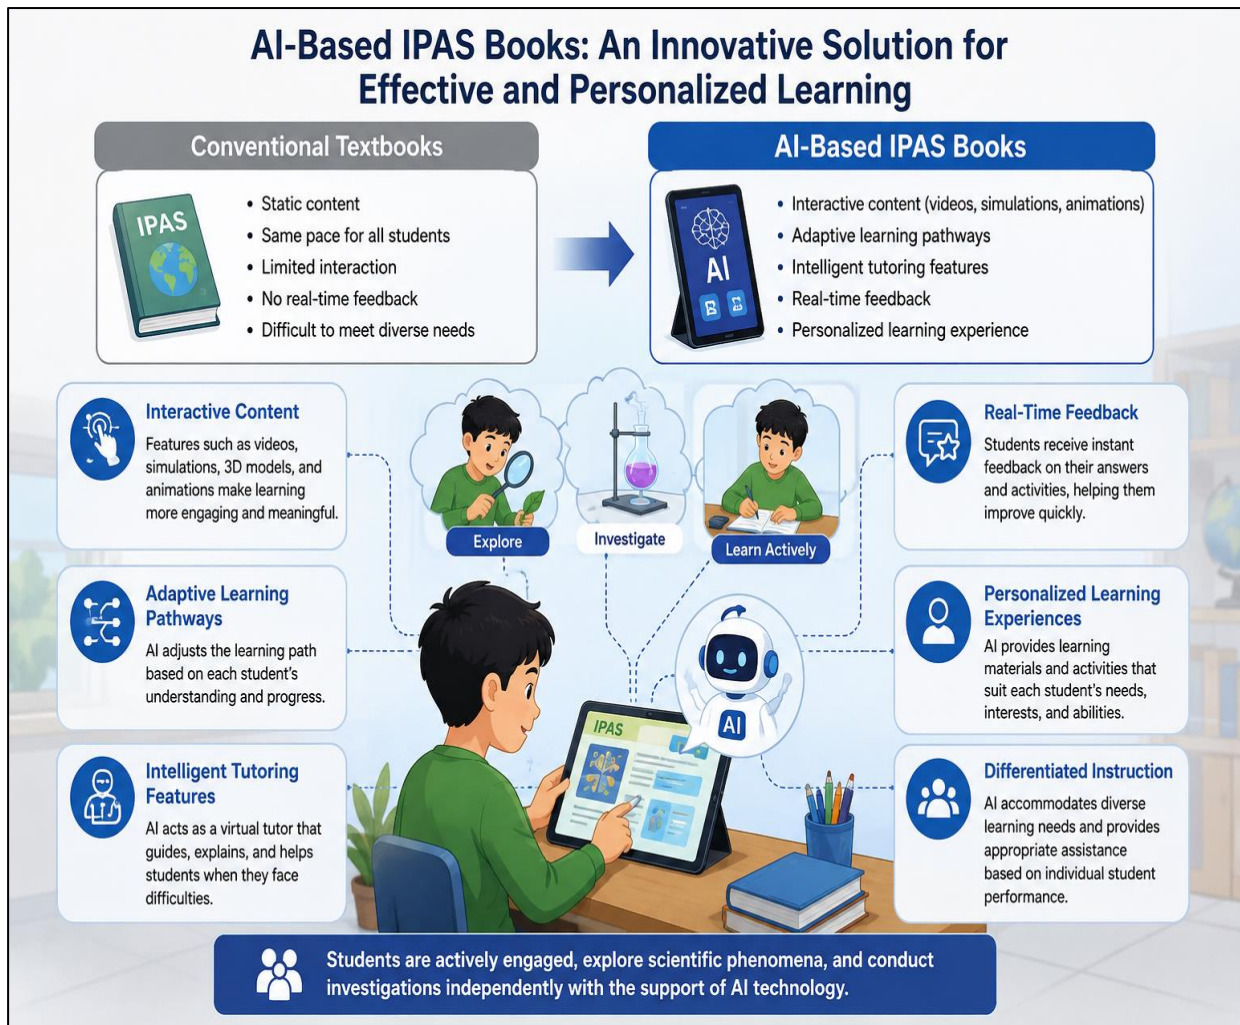 AI-Based IPAS Books: An Innovative Solution for
Effective and Personalized Learning
Conventional Textbooks
IPAS
• Static content
• Same pace for all students
• Limited interaction
• No real-time feedback
• Difficult to meet diverse needs
AI-Based IPAS Books
AI
• Interactive content (videos, simulations, animations)
• Adaptive learning pathways
• Intelligent tutoring features
• Real-time feedback
• Personalized learning experience
Interactive Content
Features such as videos,
simulations, 3D models, and
animations make learning
more engaging and meaningful.
Adaptive Learning
Pathways
AI adjusts the learning path
based on each student's
understanding and progress.
Intelligent Tutoring
Features
AI acts as a virtual tutor that
guides, explains, and helps
students when they face
difficulties.
Explore
Investigate
Learn Actively
IPAS
AI
Real-Time Feedback
Students receive instant
feedback on their answers
and activities, helping them
improve quickly.
Personalized Learning
Experiences
AI provides learning
materials and activities that
suit each student's needs,
interests, and abilities.
Differentiated Instruction
AI accommodates diverse
learning needs and provides
appropriate assistance
based on individual student
performance.
Students are actively engaged, explore scientific phenomena, and conduct
investigations independently with the support of AI technology.